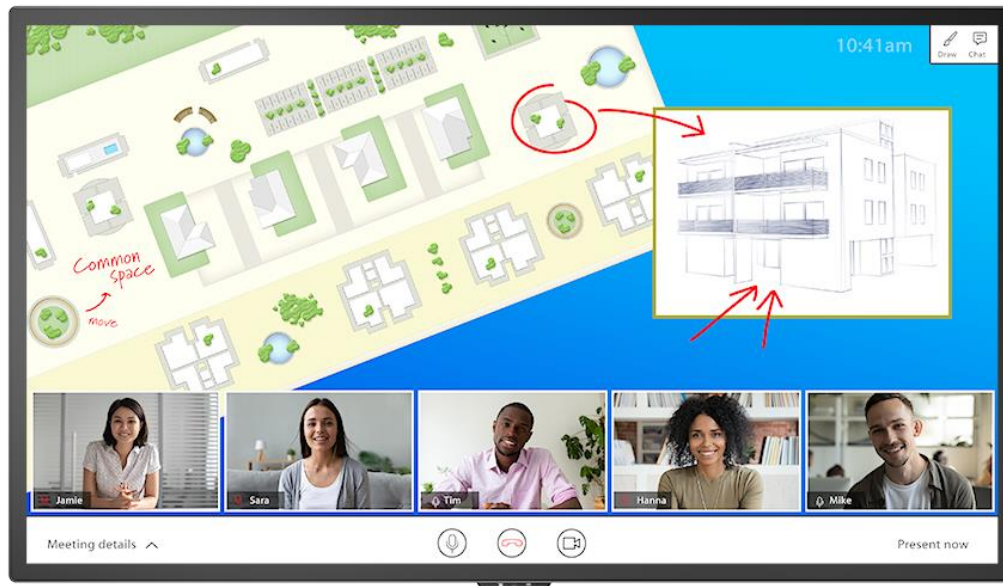 10:41am
Draw
Chat
Common
space
move
Jamie
Sara
Tim
Hanna
Mike
Meeting details
Present now